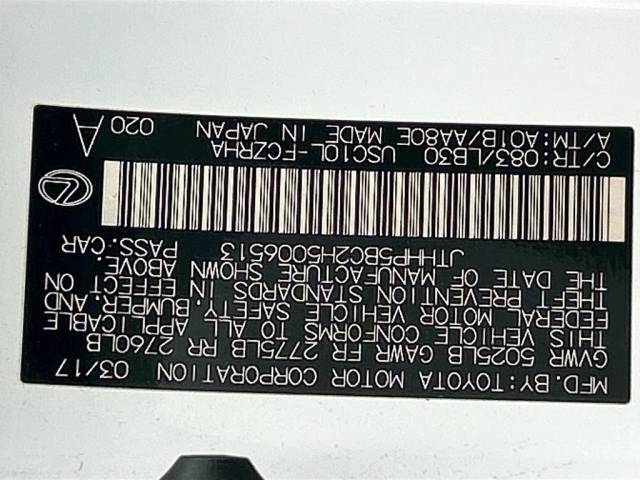 MFD.BY:TOYOTA MOTOR CORPORATION 03/17
GVWR 5025LB GAWR FR 2775LB RR 2760LB
THIS VEHICLE CONFORMS TO ALL APPLICABLE
FEDERAL MOTOR VEHICLE SAFETY, BUMPER, AND
THEFT PREVENTION STANDARDS IN EFFECT ON
THE DATE OF MANUFACTURE SHOWN ABOVE.
JTHHP5BC2H5006513 PASS. CAR
C/TR: 083/LB30 USC10L-FCZRHA
A/TM: A01B/AA80E MADE IN JAPAN 020 A